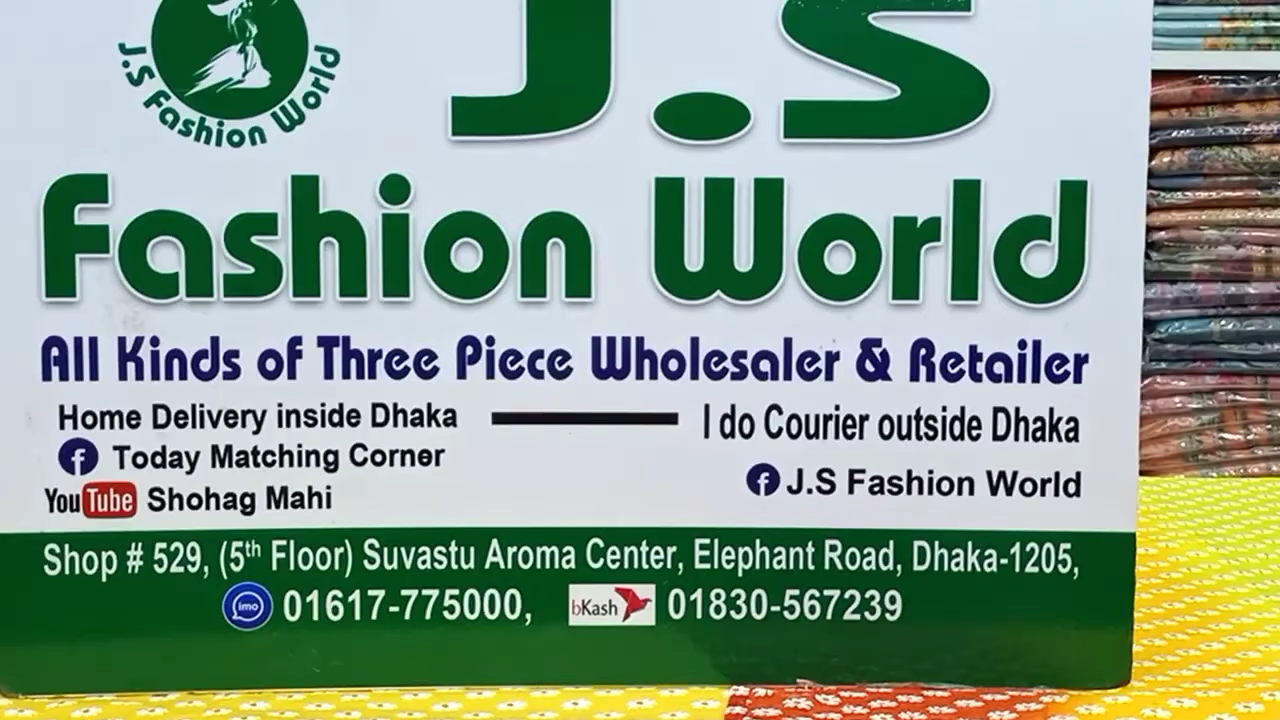 J.S Fashion World
J.S
Fashion World
All Kinds of Three Piece Wholesaler & Retailer
Home Delivery inside Dhaka
I do Courier outside Dhaka
f Today Matching Corner
YouTube Shohag Mahi
f J.S Fashion World
Shop # 529, (5th Floor) Suvastu Aroma Center, Elephant Road, Dhaka-1205,
imo 01617-775000, bKash 01830-567239